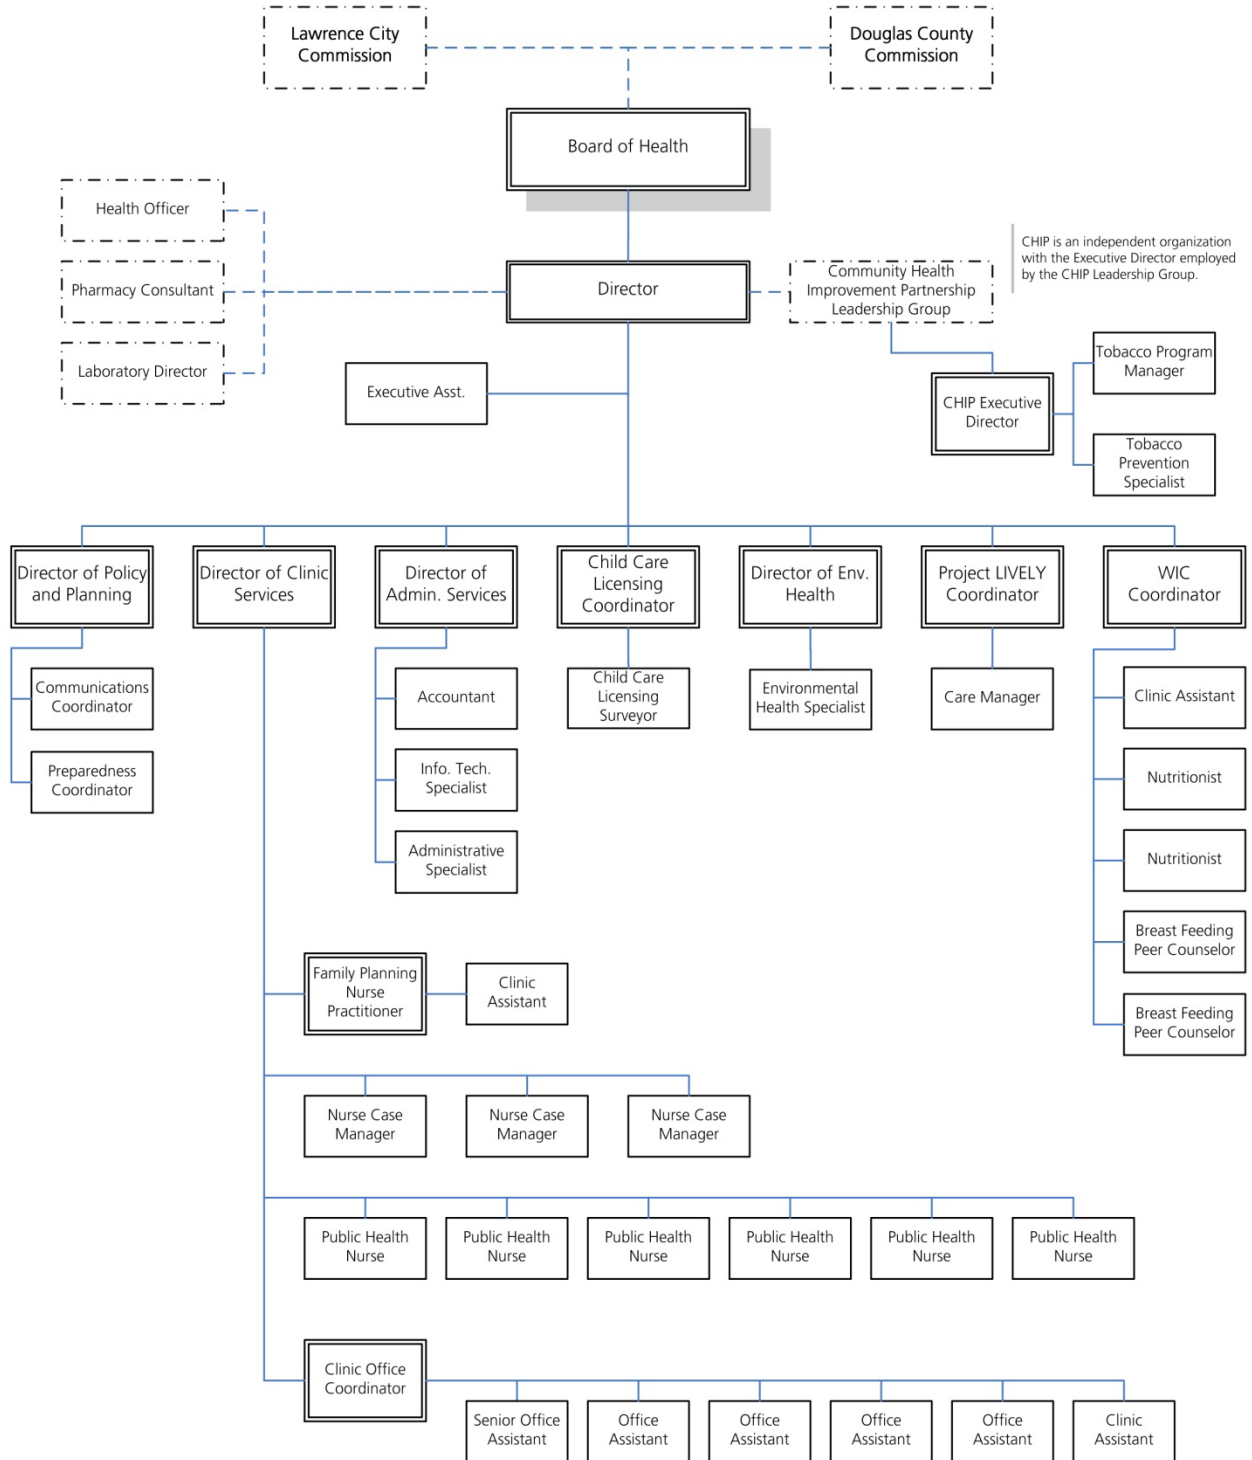 Lawrence City
Commission
Douglas County
Commission
Board of Health
Health Officer
Pharmacy Consultant
Laboratory Director
Director
Community Health
Improvement Partnership
Leadership Group
CHIP is an independent organization
with the Executive Director employed
by the CHIP Leadership Group.
Executive Asst.
CHIP Executive
Director
Tobacco Program
Manager
Tobacco
Prevention
Specialist
Director of Policy
and Planning
Director of Clinic
Services
Director of
Admin. Services
Child Care
Licensing
Coordinator
Director of Env.
Health
Project LIVELY
Coordinator
WIC
Coordinator
Communications
Coordinator
Preparedness
Coordinator
Accountant
Info. Tech.
Specialist
Administrative
Specialist
Child Care
Licensing
Surveyor
Environmental
Health Specialist
Care Manager
Clinic Assistant
Nutritionist
Nutritionist
Breast Feeding
Peer Counselor
Breast Feeding
Peer Counselor
Family Planning
Nurse
Practitioner
Clinic
Assistant
Nurse Case
Manager
Nurse Case
Manager
Nurse Case
Manager
Public Health
Nurse
Public Health
Nurse
Public Health
Nurse
Public Health
Nurse
Public Health
Nurse
Public Health
Nurse
Clinic Office
Coordinator
Senior Office
Assistant
Office
Assistant
Office
Assistant
Office
Assistant
Office
Assistant
Clinic
Assistant